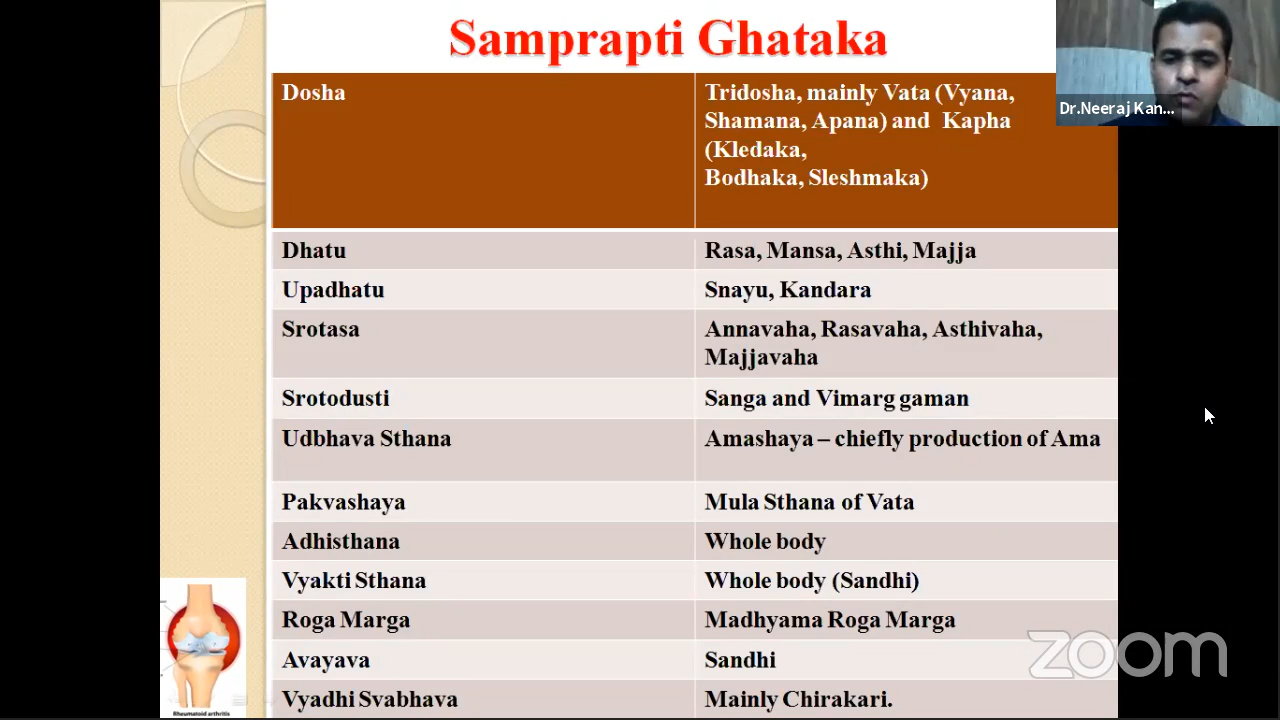 Samprapti Ghataka
Dr.Neeraj Kan...
Dosha
Tridosha, mainly Vata (Vyana,
Shamana, Apana) and Kapha
(Kledaka,
Bodhaka, Sleshmaka)
Dhatu
Rasa, Mansa, Asthi, Majja
Upadhatu
Snayu, Kandara
Srotasa
Annavaha, Rasavaha, Asthivaha,
Majjavaha
Srotodusti
Sanga and Vimarg gaman
Udbhava Sthana
Amashaya – chiefly production of Ama
Pakvashaya
Mula Sthana of Vata
Adhisthana
Whole body
Vyakti Sthana
Whole body (Sandhi)
Roga Marga
Madhyama Roga Marga
Avayava
Sandhi
Vyadhi Svabhava
Mainly Chirakari.
Rheumatoid arthritis
zoom